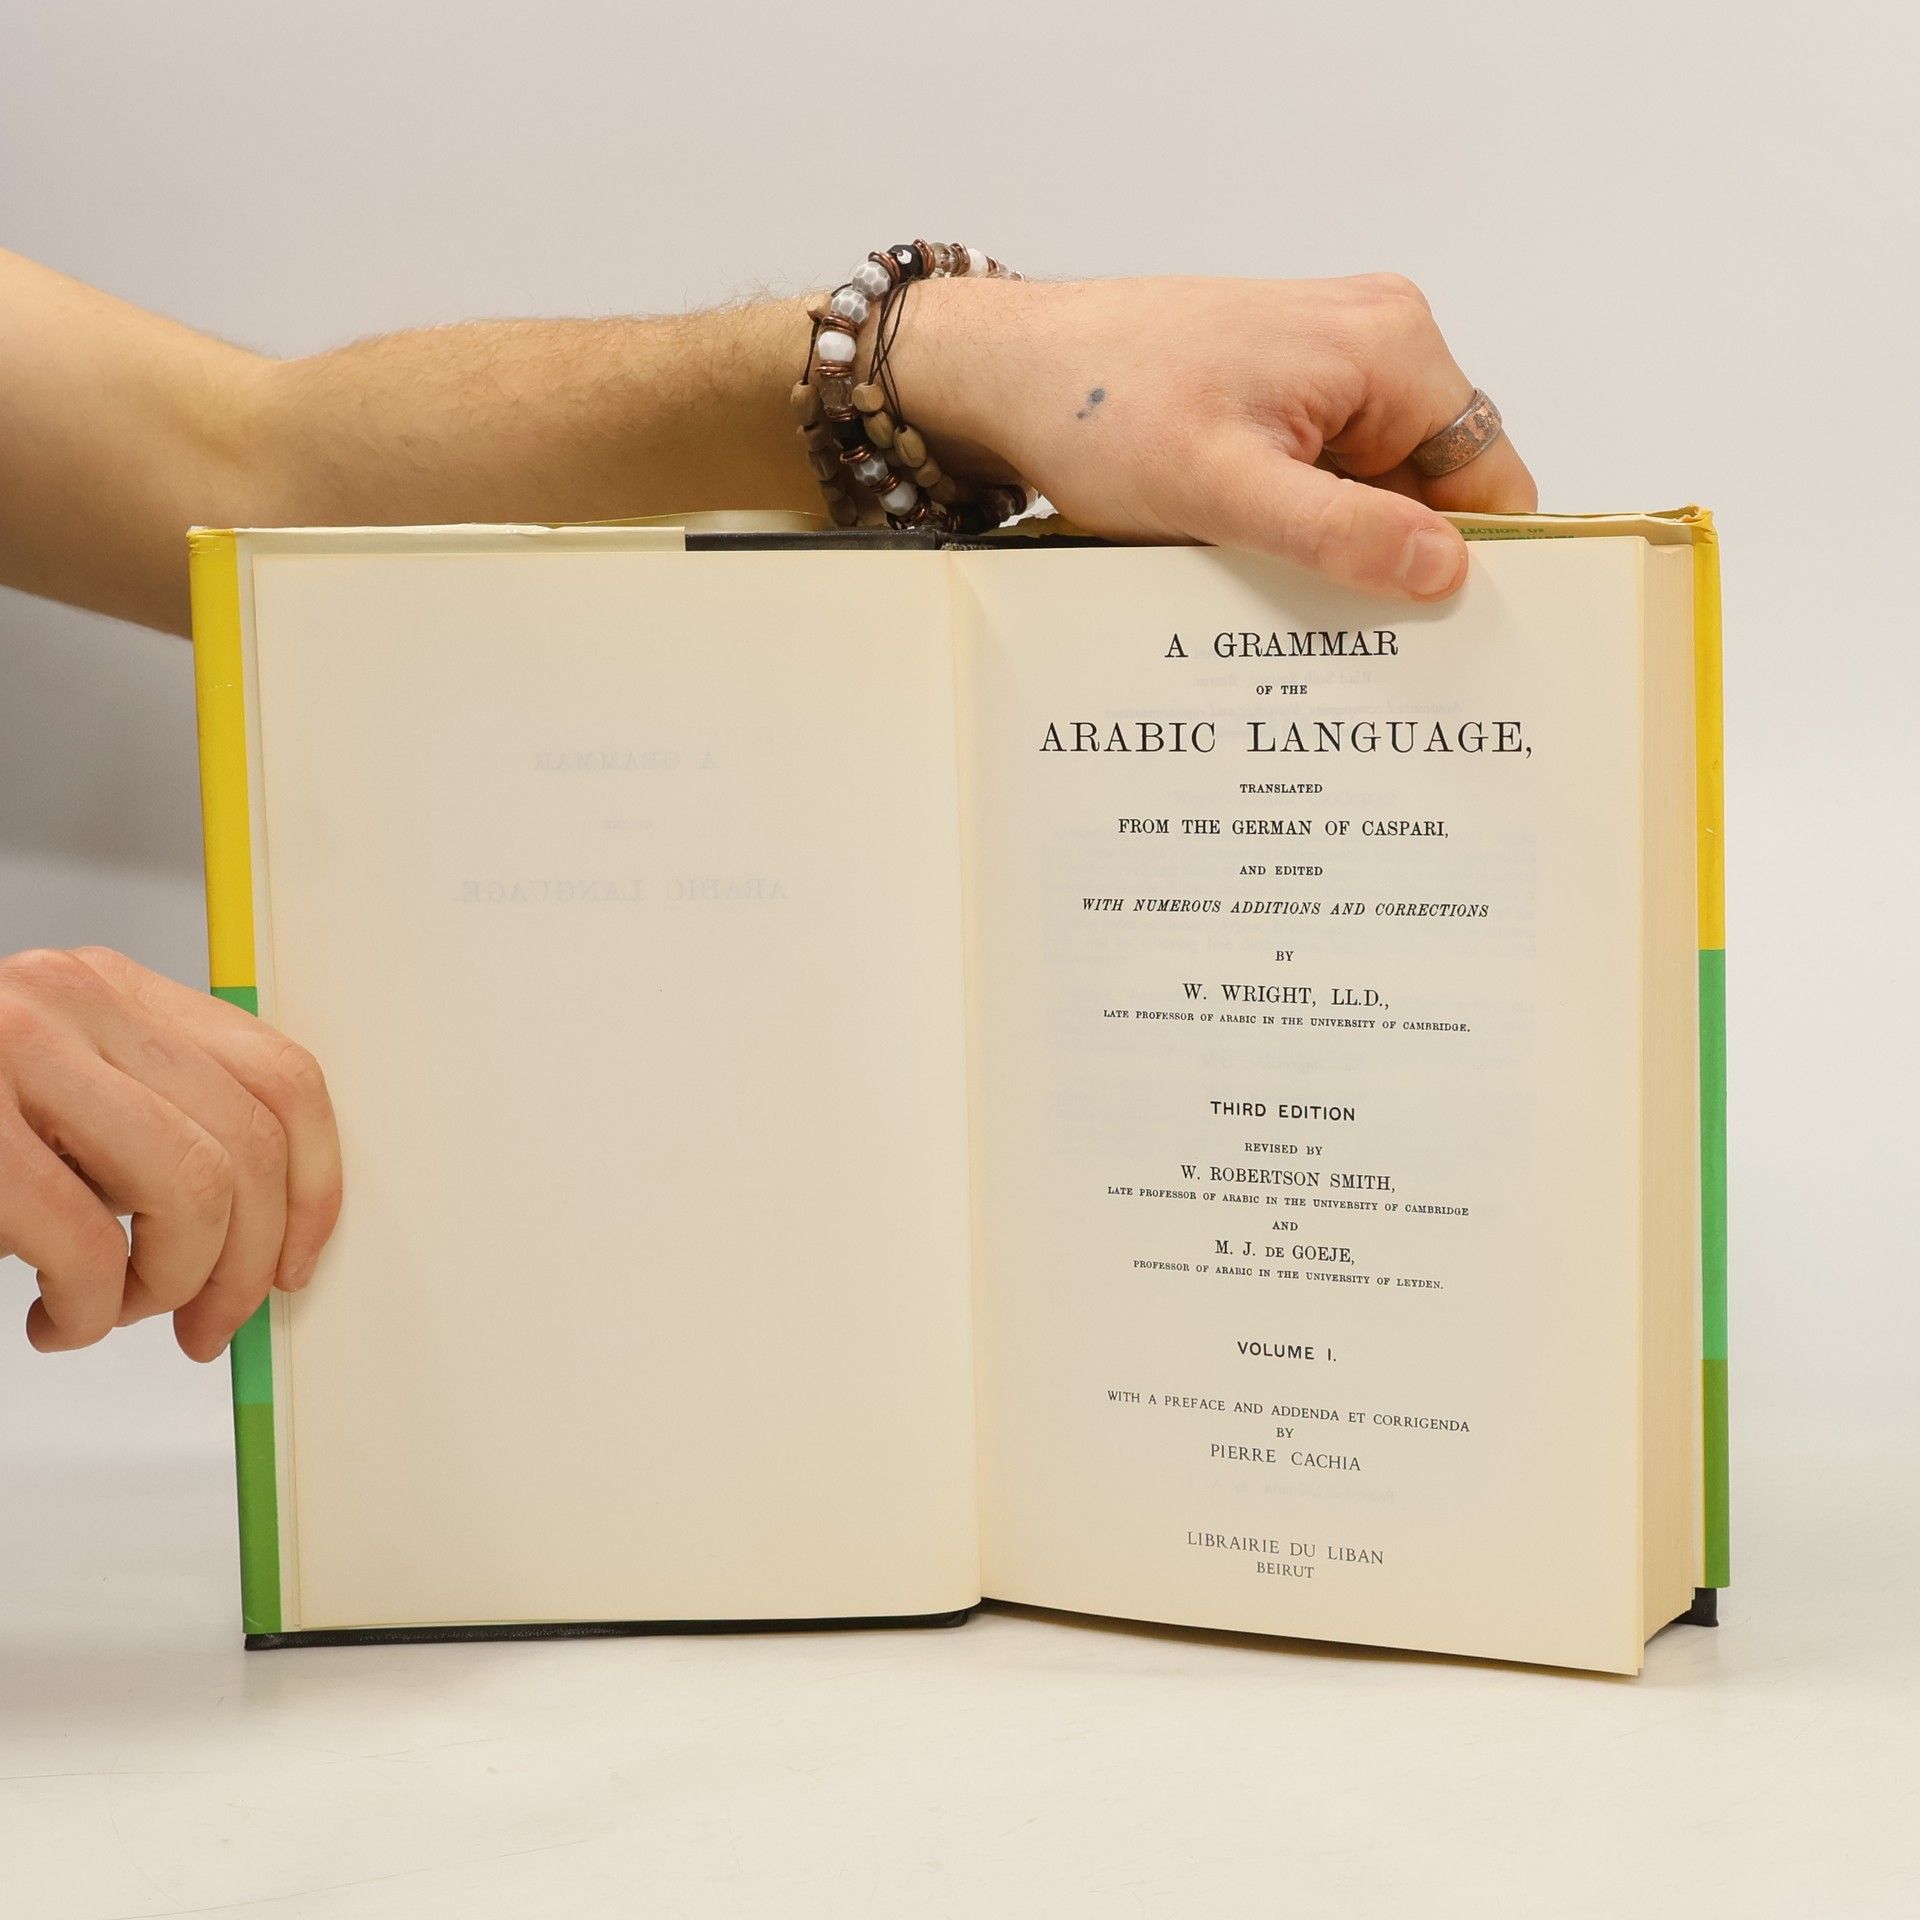 LECTION OF
A GRAMMAR
OF THE
ARABIC LANGUAGE,
TRANSLATED
FROM THE GERMAN OF CASPARI,
AND EDITED
WITH NUMEROUS ADDITIONS AND CORRECTIONS
BY
W. WRIGHT, LL.D.,
LATE PROFESSOR OF ARABIC IN THE UNIVERSITY OF CAMBRIDGE.
THIRD EDITION
REVISED BY
W. ROBERTSON SMITH,
LATE PROFESSOR OF ARABIC IN THE UNIVERSITY OF CAMBRIDGE
AND
M. J. DE GOEJE,
PROFESSOR OF ARABIC IN THE UNIVERSITY OF LEYDEN.
VOLUME I.
WITH A PREFACE AND ADDENDA ET CORRIGENDA
BY
PIERRE CACHIA
LIBRAIRIE DU LIBAN
BEIRUT